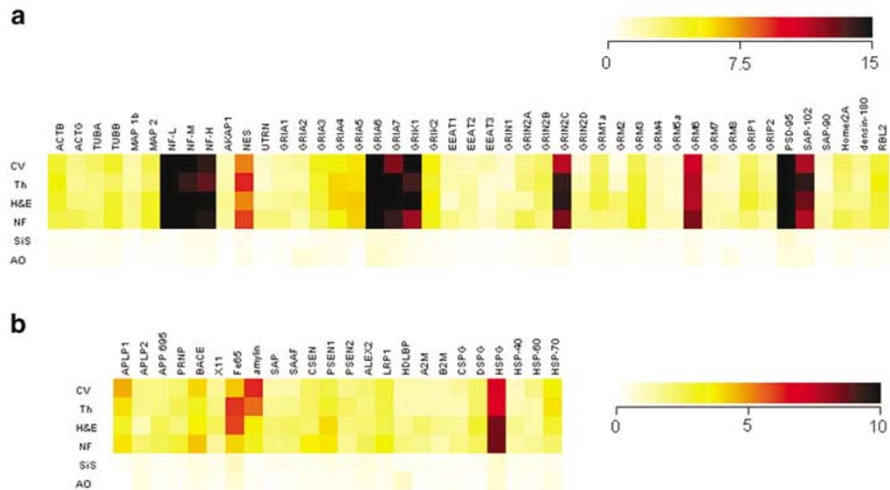 a
0 7.5 15
ACTB ACTG TUBA TUBB MAP 1b MAP 2 NF-L NF-M NF-H AKAP1 NES UTRN GRIA1 GRIA2 GRIA3 GRIA4 GRIA5 GRIA6 GRIA7 GRIK1 GRIK2 EEAT1 EEAT2 EEAT3 GRIN1 GRIN2A GRIN2B GRIN2C GRIN2D GRM1a GRM2 GRM3 GRM4 GRM5a GRM6 GRM7 GRM8 GRIP1 GRIP2 PSD-95 SAP-102 SAP-90 Homer2A densin-180 RBL2
CV
Th
H&E
NF
SiS
AO
b
APLP1 APLP2 APP 695 PRNP BACE X11 Fe65 amylin SAP SAAF CSEN PSEN1 PSEN2 ALEX2 LRP1 HDLBP A2M B2M CSPG DSPG HSPG HSP-40 HSP-60 HSP-70
CV
Th
H&E
NF
SiS
AO
0 5 10